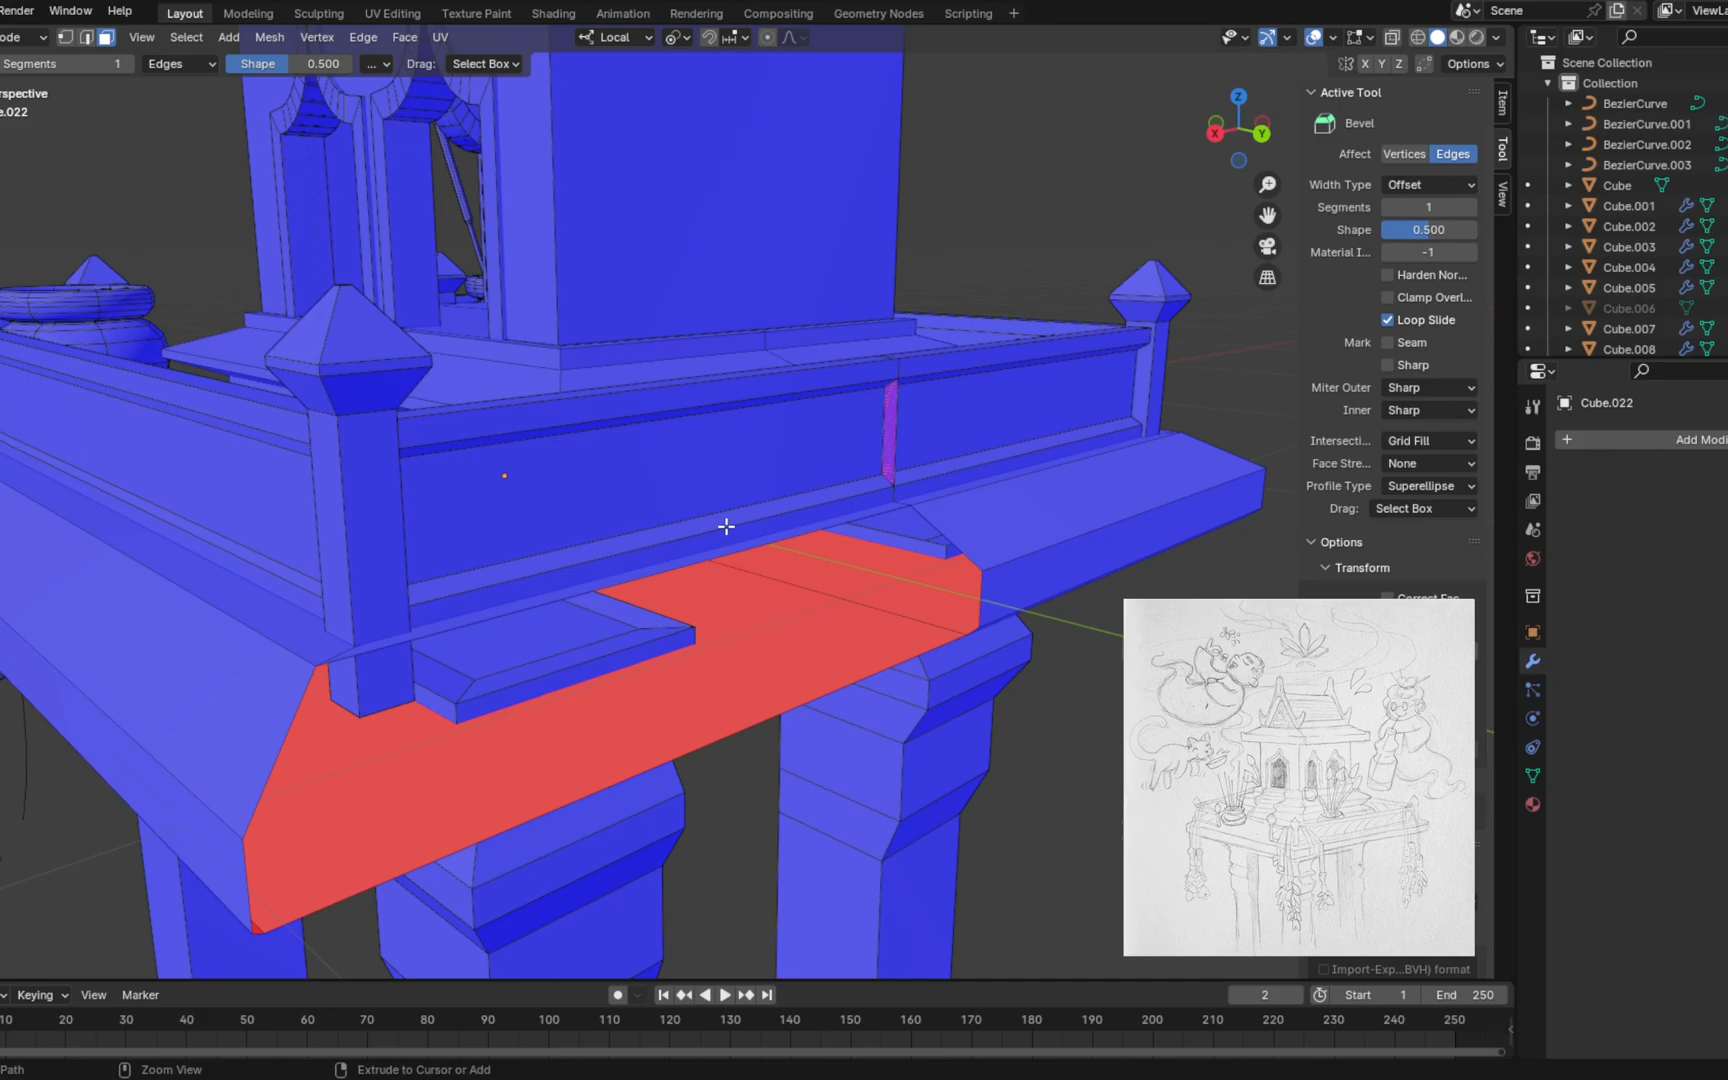 Render Window Help Layout Modeling Sculpting UV Editing Texture Paint Shading Animation Rendering Compositing Geometry Nodes Scripting + Scene ViewLa
ode View Select Add Mesh Vertex Edge Face UV Local
Segments 1 Edges Shape 0.500 ... Drag: Select Box X Y Z Options
spective
e.022
Z
X
Y
Active Tool
Bevel
Affect Vertices Edges
Width Type Offset
Segments 1
Shape 0.500
Material I... -1
Harden Nor...
Clamp Overl...
Loop Slide
Mark Seam
Sharp
Miter Outer Sharp
Inner Sharp
Intersecti... Grid Fill
Face Stre... None
Profile Type Superellipse
Drag: Select Box
Options
Transform
Correct Fac
Import-Exp...BVH) format
Item
Tool
View
Scene Collection
Collection
BezierCurve
BezierCurve.001
BezierCurve.002
BezierCurve.003
Cube
Cube.001
Cube.002
Cube.003
Cube.004
Cube.005
Cube.006
Cube.007
Cube.008
Cube.022
+ Add Modi
Keying View Marker 2 Start 1 End 250
10 20 30 40 50 60 70 80 90 100 110 120 130 140 150 160 170 180 190 200 210 220 230 240 250
Path Zoom View Extrude to Cursor or Add